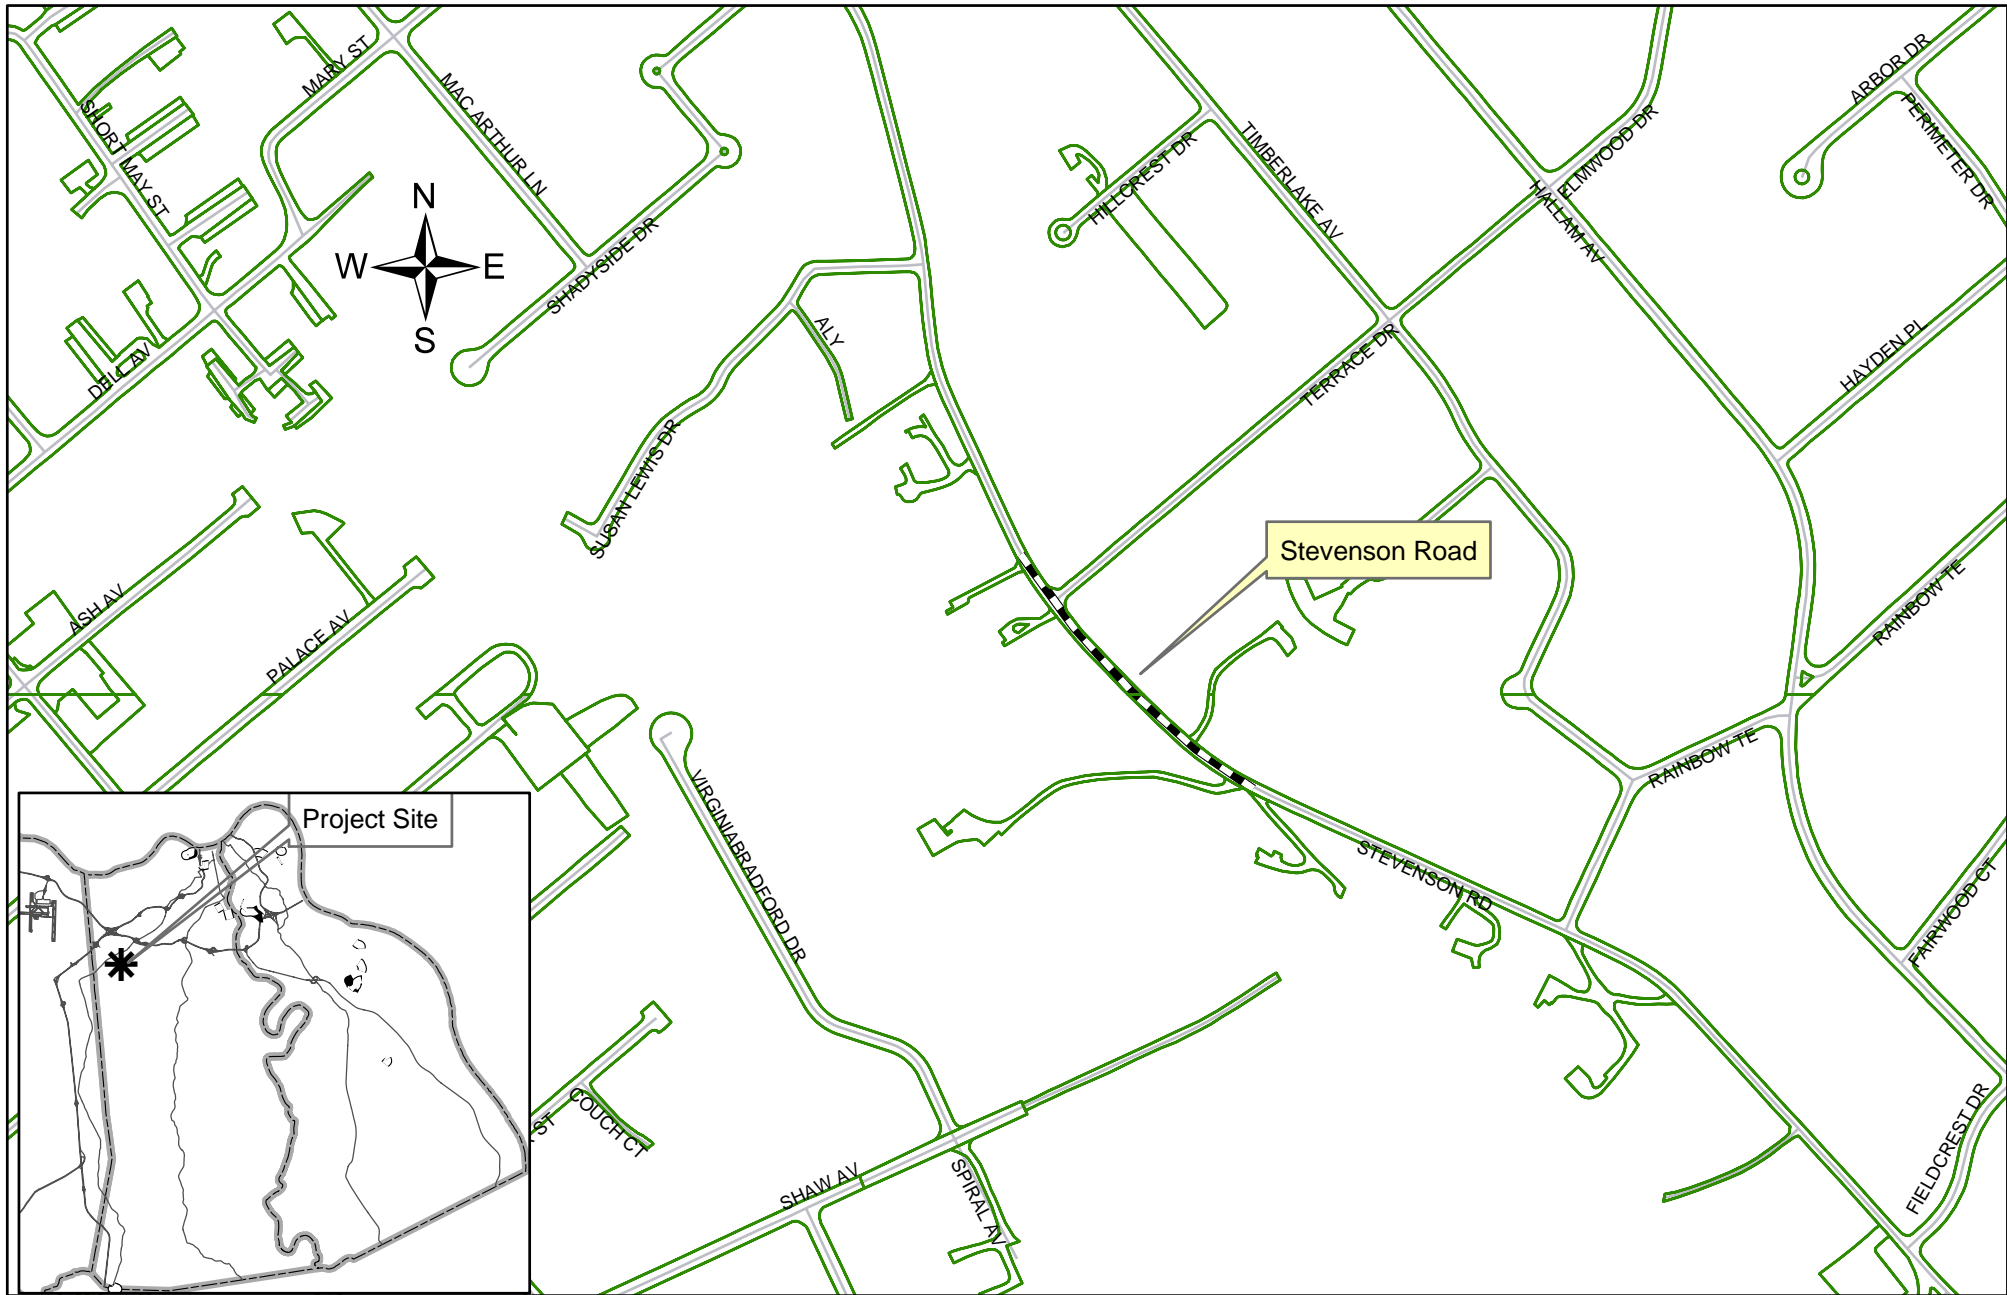 MARY ST
MAC ARTHUR LN
SHORT MAY ST
SHADYSIDE DR
DELL AV
N
W
E
S
ALY
SUSAN LEWIS DR
HILLCREST DR
TIMBERLAKE AV
TERRACE DR
ELMWOOD DR
HALLAM AV
ARBOR DR
PERIMETER DR
HAYDEN PL
Stevenson Road
ASH AV
PALACE AV
RAINBOW TE
RAINBOW TE
VIRGINIABRADFORD DR
STEVENSON RD
FAIRWOOD CT
FIELDCREST DR
Project Site
ST
COUCH CT
SHAW AV
SPIRAL AV